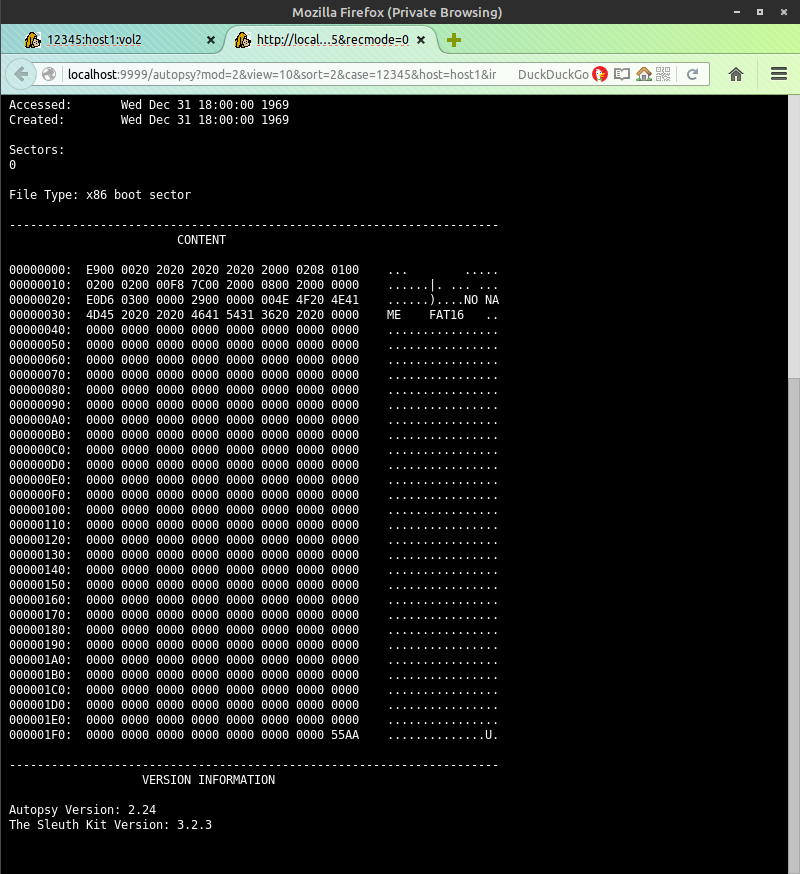 Mozilla Firefox (Private Browsing)
12345:host1:vol2
http://local...5&recmode=0
localhost:9999/autopsy?mod=2&view=10&sort=2&case=12345&host=host1&ir DuckDuckGo
Accessed: Wed Dec 31 18:00:00 1969
Created: Wed Dec 31 18:00:00 1969
Sectors:
0
File Type: x86 boot sector
----------------------------------------------------------------------
CONTENT
00000000: E900 0020 2020 2020 2020 2000 0208 0100 ... .....
00000010: 0200 0200 00F8 7C00 2000 0800 2000 0000 ......|. ... ...
00000020: E0D6 0300 0000 2900 0000 004E 4F20 4E41 ......)....NO NA
00000030: 4D45 2020 2020 4641 5431 3620 2020 0000 ME    FAT16   ..
00000040: 0000 0000 0000 0000 0000 0000 0000 0000 ................
00000050: 0000 0000 0000 0000 0000 0000 0000 0000 ................
00000060: 0000 0000 0000 0000 0000 0000 0000 0000 ................
00000070: 0000 0000 0000 0000 0000 0000 0000 0000 ................
00000080: 0000 0000 0000 0000 0000 0000 0000 0000 ................
00000090: 0000 0000 0000 0000 0000 0000 0000 0000 ................
000000A0: 0000 0000 0000 0000 0000 0000 0000 0000 ................
000000B0: 0000 0000 0000 0000 0000 0000 0000 0000 ................
000000C0: 0000 0000 0000 0000 0000 0000 0000 0000 ................
000000D0: 0000 0000 0000 0000 0000 0000 0000 0000 ................
000000E0: 0000 0000 0000 0000 0000 0000 0000 0000 ................
000000F0: 0000 0000 0000 0000 0000 0000 0000 0000 ................
00000100: 0000 0000 0000 0000 0000 0000 0000 0000 ................
00000110: 0000 0000 0000 0000 0000 0000 0000 0000 ................
00000120: 0000 0000 0000 0000 0000 0000 0000 0000 ................
00000130: 0000 0000 0000 0000 0000 0000 0000 0000 ................
00000140: 0000 0000 0000 0000 0000 0000 0000 0000 ................
00000150: 0000 0000 0000 0000 0000 0000 0000 0000 ................
00000160: 0000 0000 0000 0000 0000 0000 0000 0000 ................
00000170: 0000 0000 0000 0000 0000 0000 0000 0000 ................
00000180: 0000 0000 0000 0000 0000 0000 0000 0000 ................
00000190: 0000 0000 0000 0000 0000 0000 0000 0000 ................
000001A0: 0000 0000 0000 0000 0000 0000 0000 0000 ................
000001B0: 0000 0000 0000 0000 0000 0000 0000 0000 ................
000001C0: 0000 0000 0000 0000 0000 0000 0000 0000 ................
000001D0: 0000 0000 0000 0000 0000 0000 0000 0000 ................
000001E0: 0000 0000 0000 0000 0000 0000 0000 0000 ................
000001F0: 0000 0000 0000 0000 0000 0000 0000 55AA ..............U.
----------------------------------------------------------------------
VERSION INFORMATION
Autopsy Version: 2.24
The Sleuth Kit Version: 3.2.3